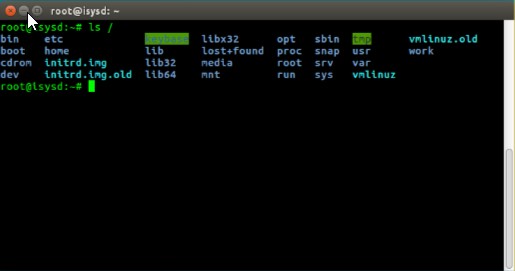 root@isysd: ~
root@isysd:~# ls /
bin etc keybase libx32 opt sbin tmp vmlinuz.old
boot home lib lost+found proc snap usr work
cdrom initrd.img lib32 media root srv var
dev initrd.img.old lib64 mnt run sys vmlinuz
root@isysd:~#